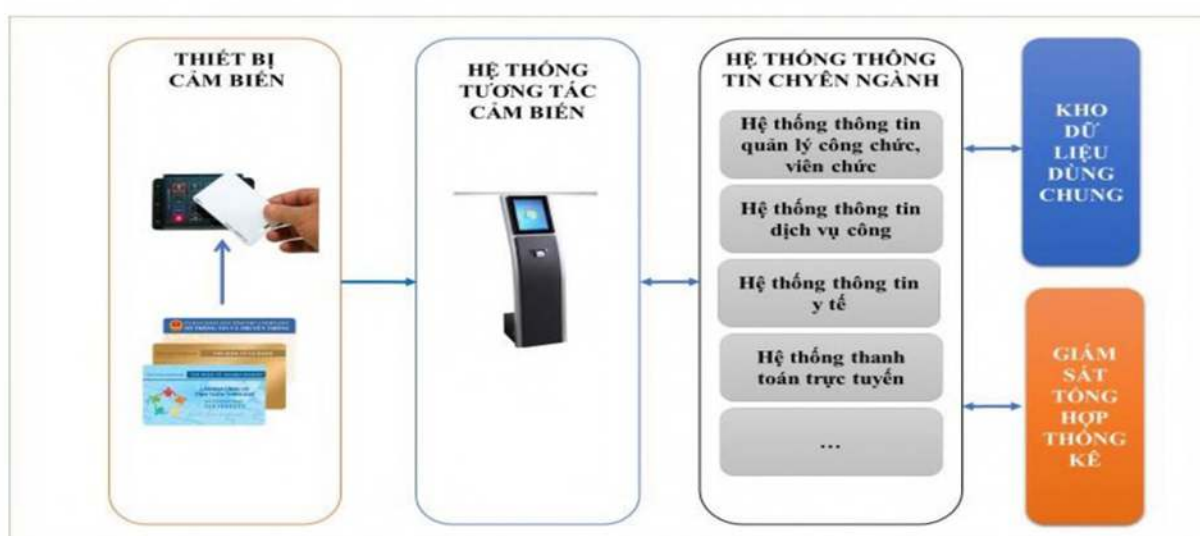 THIẾT BỊ
CẢM BIẾN
HỆ THỐNG
TƯƠNG TÁC
CẢM BIẾN
HỆ THỐNG THÔNG
TIN CHYÊN NGÀNH
Hệ thống thông tin
quản lý công chức,
viên chức
Hệ thống thông tin
dịch vụ công
Hệ thống thông tin
y tế
Hệ thống thanh
toán trực tuyến
...
KHO
DỮ
LIỆU
DÙNG
CHUNG
GIÁM
SÁT
TỔNG
HỢP
THỐNG
KÊ